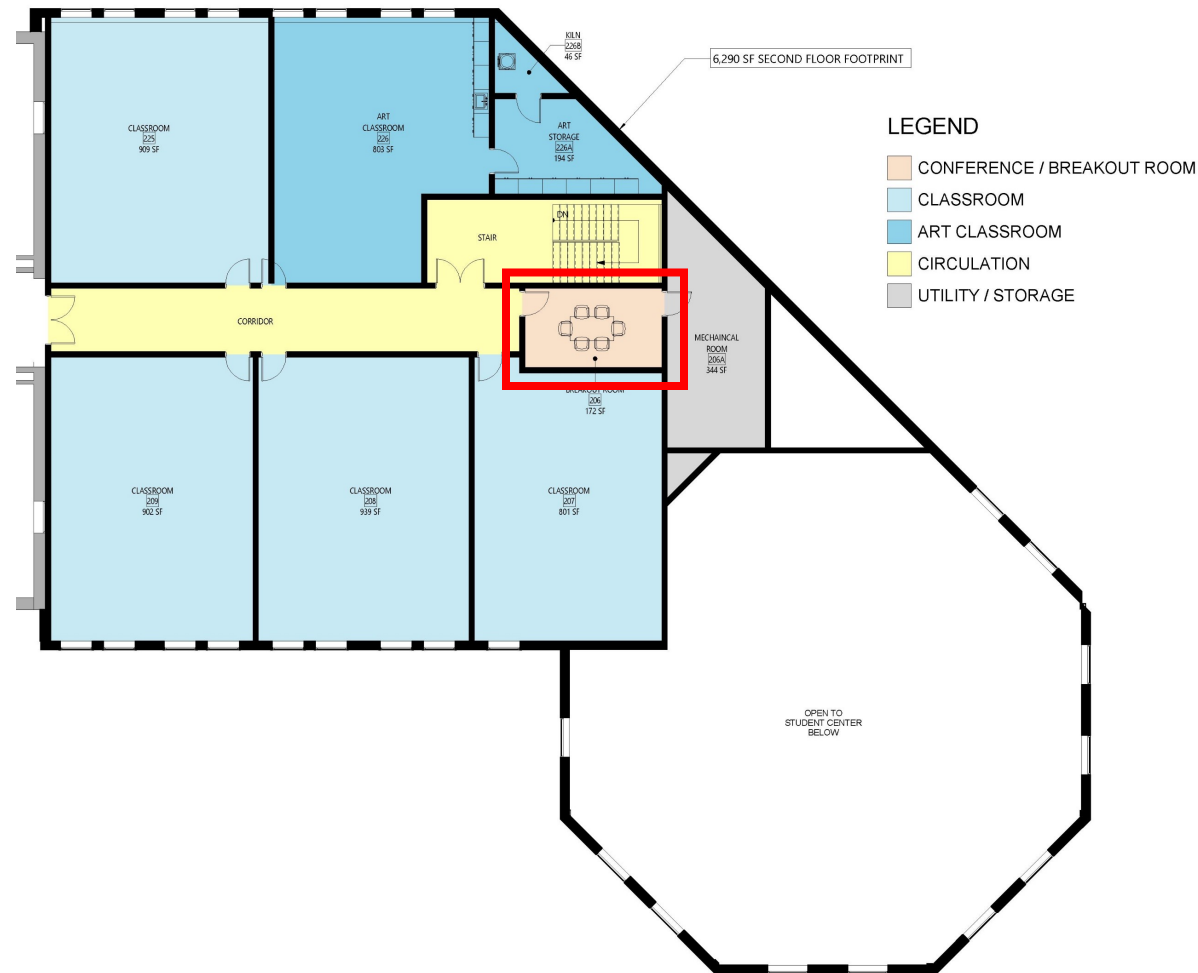 KILN
226B
46 SF
6,290 SF SECOND FLOOR FOOTPRINT
LEGEND
CONFERENCE / BREAKOUT ROOM
CLASSROOM
ART CLASSROOM
CIRCULATION
UTILITY / STORAGE
CLASSROOM
225
909 SF
ART
CLASSROOM
226
803 SF
ART
STORAGE
226A
194 SF
DN
STAIR
CORRIDOR
MECHAINCAL
ROOM
206A
344 SF
BREAKOUT ROOM
206
172 SF
CLASSROOM
209
902 SF
CLASSROOM
208
939 SF
CLASSROOM
207
801 SF
OPEN TO
STUDENT CENTER
BELOW